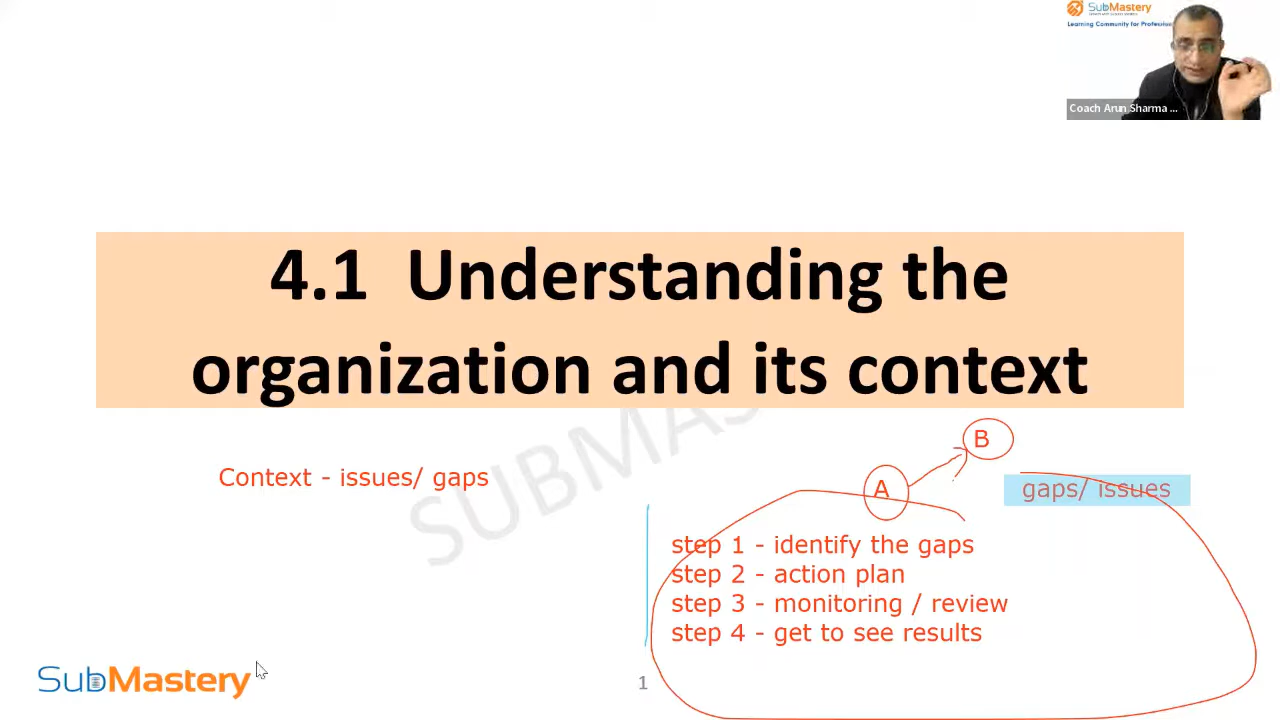 SubMastery
Learning Community for Profession
Coach Arun Sharma ...
4.1 Understanding the
organization and its context
SUBMAS
B
Context - issues/ gaps
A
gaps/ issues
step 1 - identify the gaps
step 2 - action plan
step 3 - monitoring / review
step 4 - get to see results
SubMastery
1